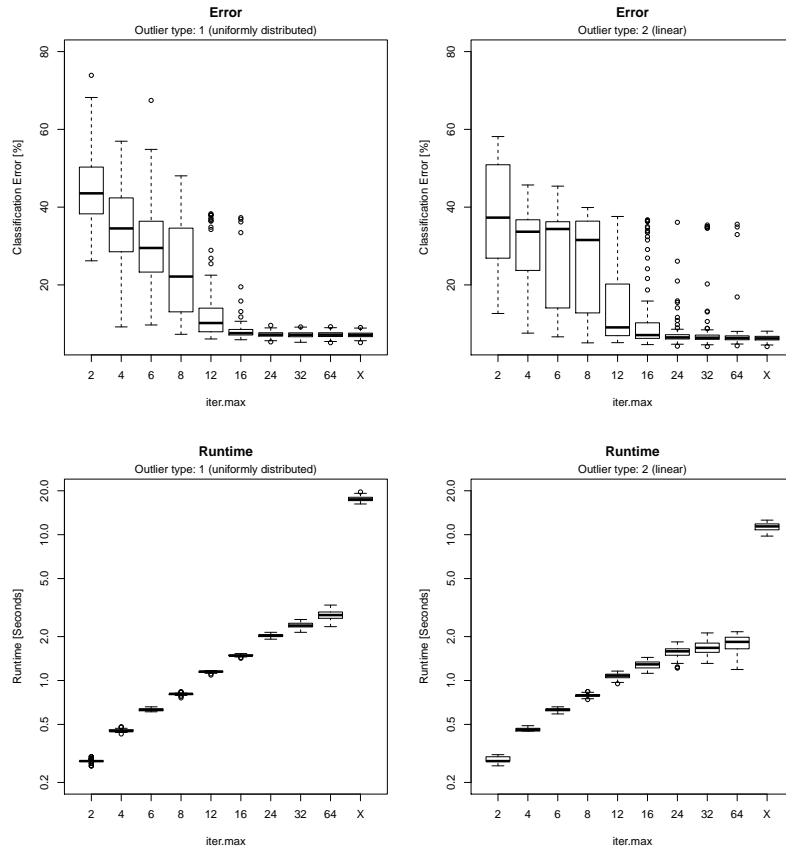 Error
Outlier type: 1 (uniformly distributed)
Classification Error [%]
80
60
40
20
2 4 6 8 12 16 24 32 64 X
iter.max
Error
Outlier type: 2 (linear)
Classification Error [%]
80
60
40
20
2 4 6 8 12 16 24 32 64 X
iter.max
Runtime
Outlier type: 1 (uniformly distributed)
Runtime [Seconds]
20.0
10.0
5.0
2.0
1.0
0.5
0.2
2 4 6 8 12 16 24 32 64 X
iter.max
Runtime
Outlier type: 2 (linear)
Runtime [Seconds]
20.0
10.0
5.0
2.0
1.0
0.5
0.2
2 4 6 8 12 16 24 32 64 X
iter.max